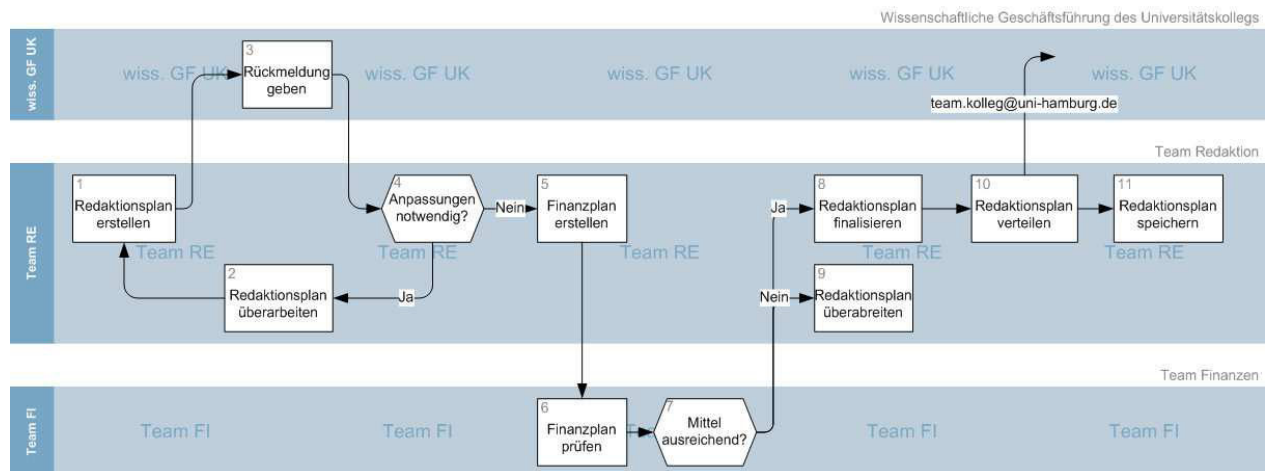 Wissenschaftliche Geschäftsführung des Universitätskollegs
wiss. GF UK
wiss. GF UK
wiss. GF UK
wiss. GF UK
wiss. GF UK
wiss. GF UK
3
Rückmeldung
geben
team.kolleg@uni-hamburg.de
Team Redaktion
Team RE
Team RE
Team RE
Team RE
Team RE
Team RE
1
Redaktionsplan
erstellen
2
Redaktionsplan
überarbeiten
Ja
4
Anpassungen
notwendig?
Nein
5
Finanzplan
erstellen
Ja
8
Redaktionsplan
finalisieren
Nein
9
Redaktionsplan
überabreiten
10
Redaktionsplan
verteilen
11
Redaktionsplan
speichern
Team Finanzen
Team FI
Team FI
Team FI
Team FI
Team FI
6
Finanzplan
prüfen
7
Mittel
ausreichend?